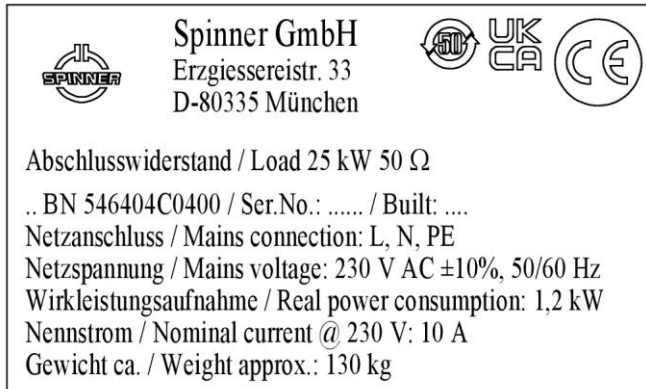 SPINNER
Spinner GmbH
Erzgiessereistr. 33
D-80335 München
50
UK
CA
CE
Abschlusswiderstand / Load 25 kW 50 Ω
.. BN 546404C0400 / Ser.No.: ...... / Built: ....
Netzanschluss / Mains connection: L, N, PE
Netzspannung / Mains voltage: 230 V AC ±10%, 50/60 Hz
Wirkleistungsaufnahme / Real power consumption: 1,2 kW
Nennstrom / Nominal current @ 230 V: 10 A
Gewicht ca. / Weight approx.: 130 kg